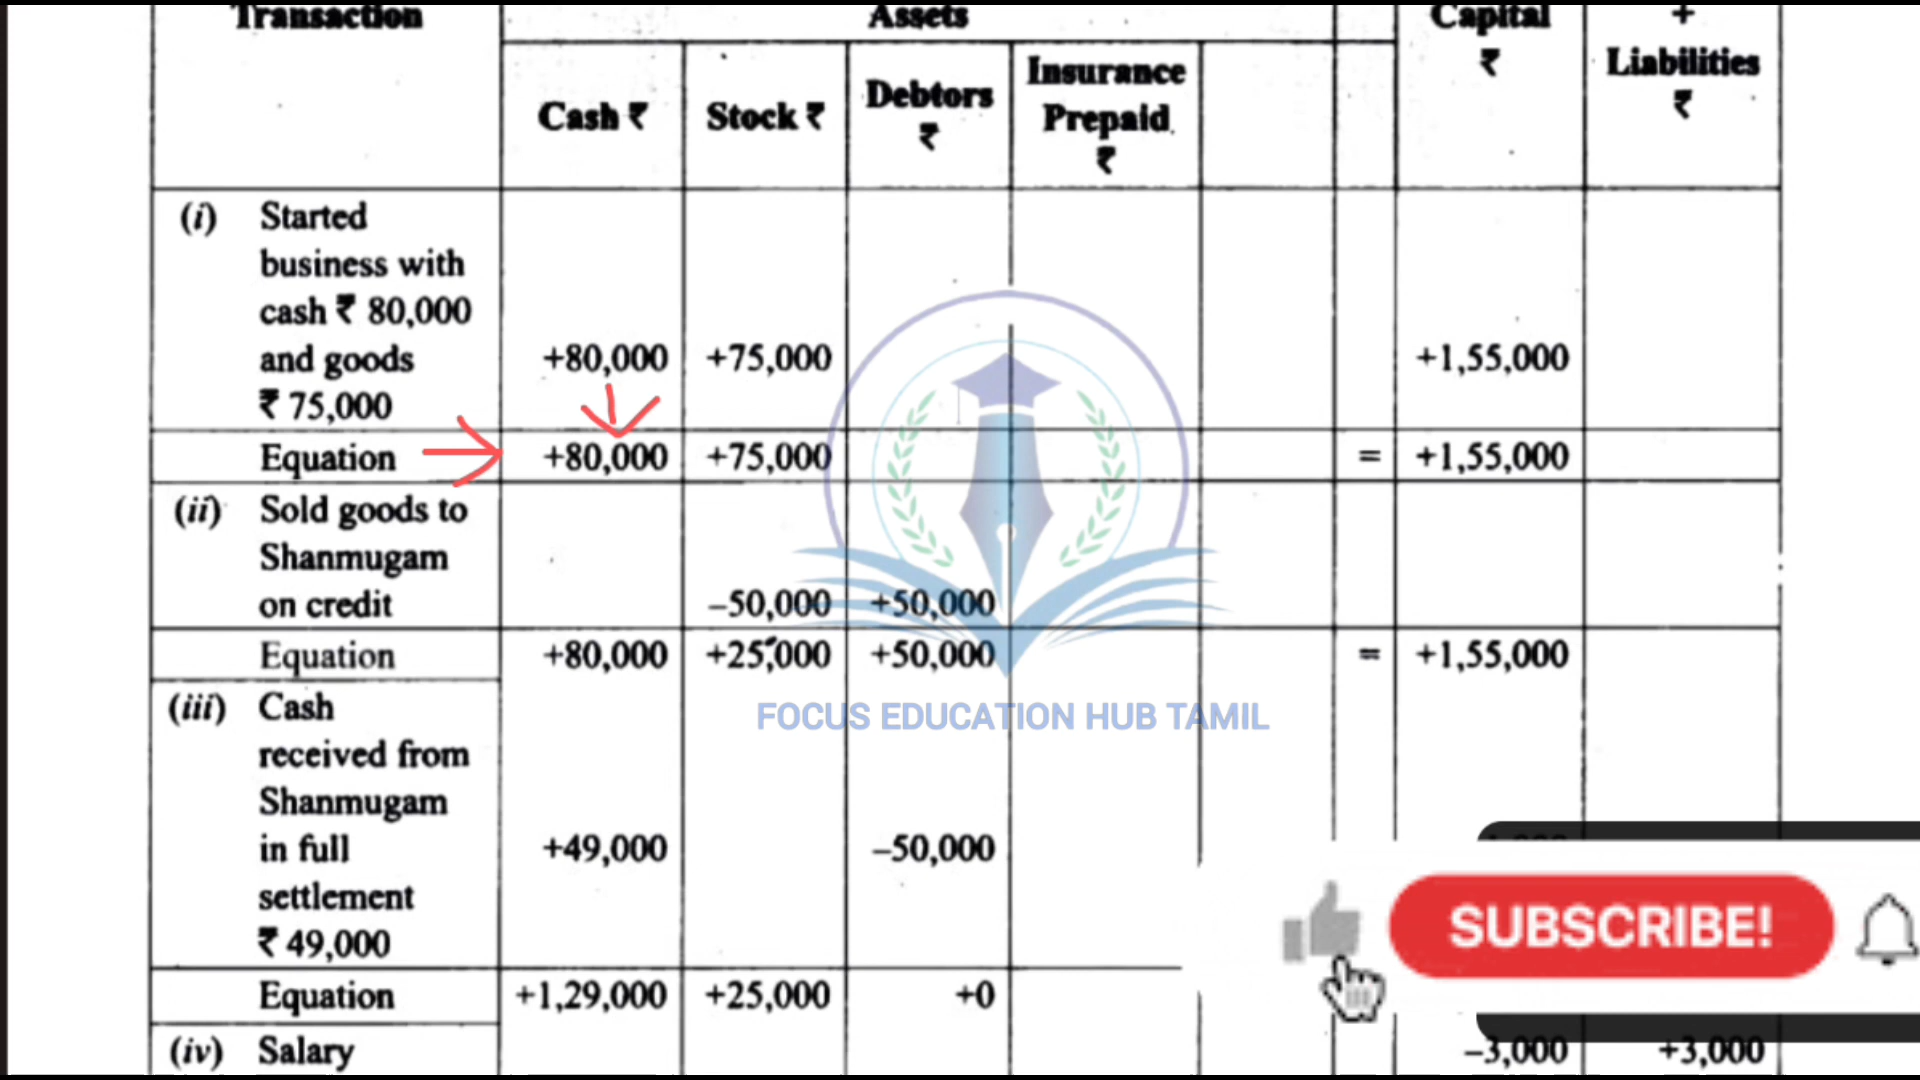 Transaction Assets Capital +
₹ Liabilities
₹
Cash ₹ Stock ₹ Debtors
₹ Insurance
Prepaid
₹
(i) Started
business with
cash ₹ 80,000
and goods +80,000 +75,000 +1,55,000
₹ 75,000
Equation +80,000 +75,000 = +1,55,000
(ii) Sold goods to
Shanmugam
on credit –50,000 +50,000
Equation +80,000 +25,000 +50,000 = +1,55,000
(iii) Cash
received from
Shanmugam
in full +49,000 –50,000
settlement
₹ 49,000
Equation +1,29,000 +25,000 +0
(iv) Salary –3,000 +3,000
FOCUS EDUCATION HUB TAMIL
SUBSCRIBE!